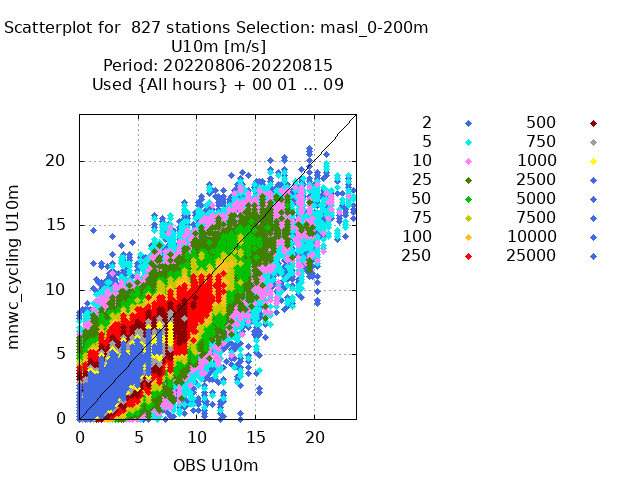 Scatterplot for  827 stations Selection: masl_0-200m
U10m [m/s]
Period: 20220806-20220815
Used {All hours} + 00 01 ... 09
mnwc_cycling U10m
20
15
10
5
0
0 5 10 15 20
OBS U10m
2 500
5 750
10 1000
25 2500
50 5000
75 7500
100 10000
250 25000